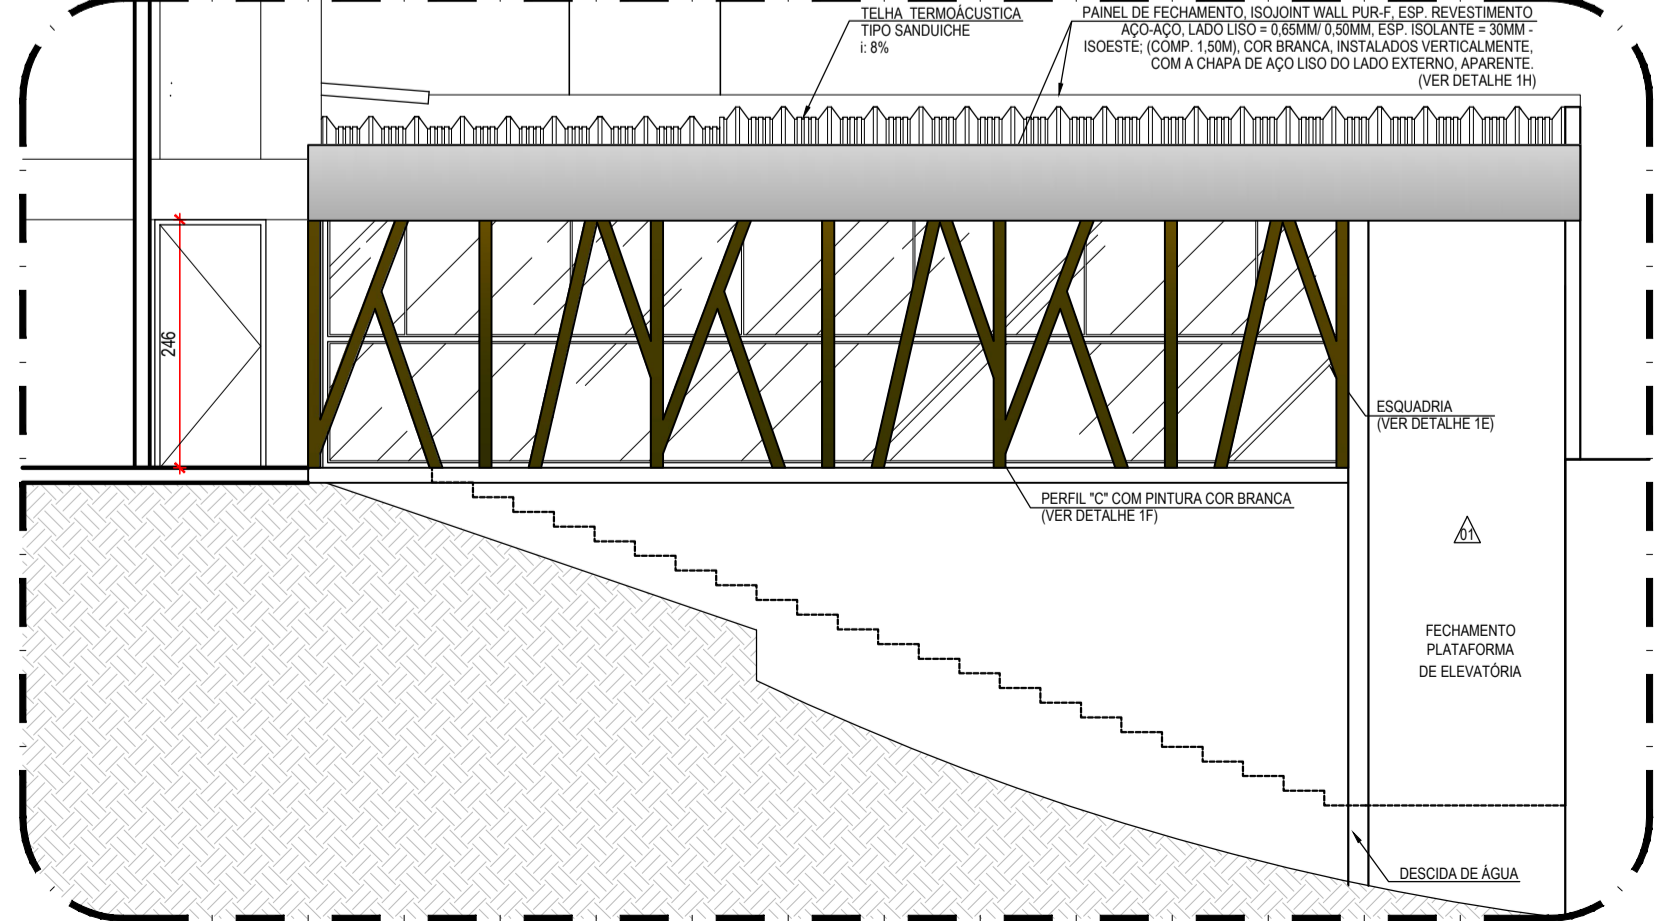 TELHA TERMOÁCUSTICA
TIPO SANDUICHE
i: 8%
PAINEL DE FECHAMENTO, ISOJOINT WALL PUR-F, ESP. REVESTIMENTO
AÇO-AÇO, LADO LISO = 0,65MM/ 0,50MM, ESP. ISOLANTE = 30MM -
ISOESTE; (COMP. 1,50M), COR BRANCA, INSTALADOS VERTICALMENTE,
COM A CHAPA DE AÇO LISO DO LADO EXTERNO, APARENTE.
(VER DETALHE 1H)
246
ESQUADRIA
(VER DETALHE 1E)
PERFIL "C" COM PINTURA COR BRANCA
(VER DETALHE 1F)
01
FECHAMENTO
PLATAFORMA
DE ELEVATÓRIA
DESCIDA DE ÁGUA